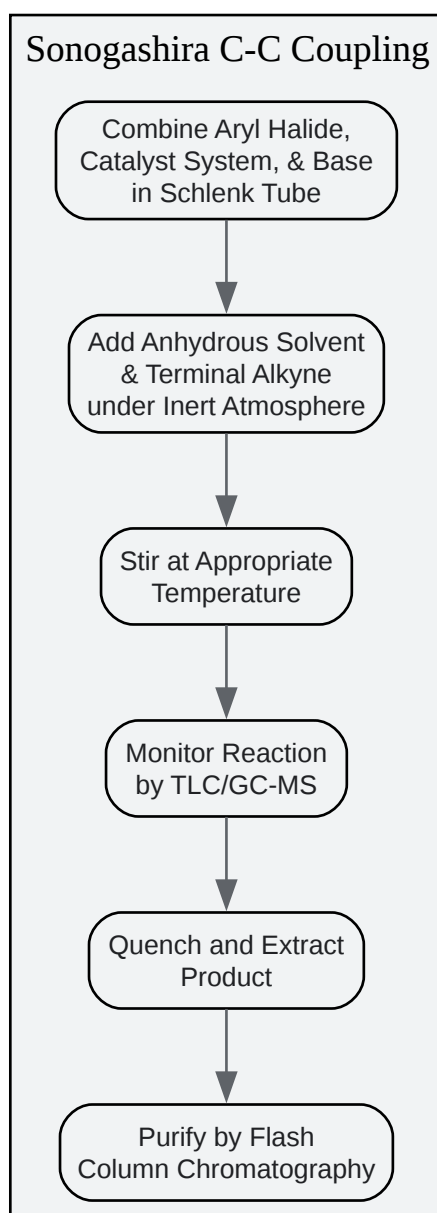 Sonogashira C-C Coupling
Combine Aryl Halide,
Catalyst System, & Base
in Schlenk Tube
Add Anhydrous Solvent
& Terminal Alkyne
under Inert Atmosphere
Stir at Appropriate
Temperature
Monitor Reaction
by TLC/GC-MS
Quench and Extract
Product
Purify by Flash
Column Chromatography